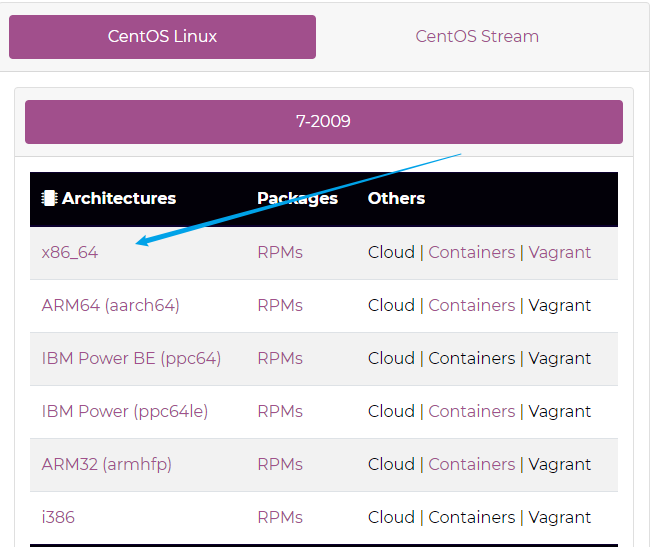 CentOS Linux CentOS Stream
7-2009
Architectures Packages Others
x86_64 RPMs Cloud | Containers | Vagrant
ARM64 (aarch64) RPMs Cloud | Containers | Vagrant
IBM Power BE (ppc64) RPMs Cloud | Containers | Vagrant
IBM Power (ppc64le) RPMs Cloud | Containers | Vagrant
ARM32 (armhfp) RPMs Cloud | Containers | Vagrant
i386 RPMs Cloud | Containers | Vagrant